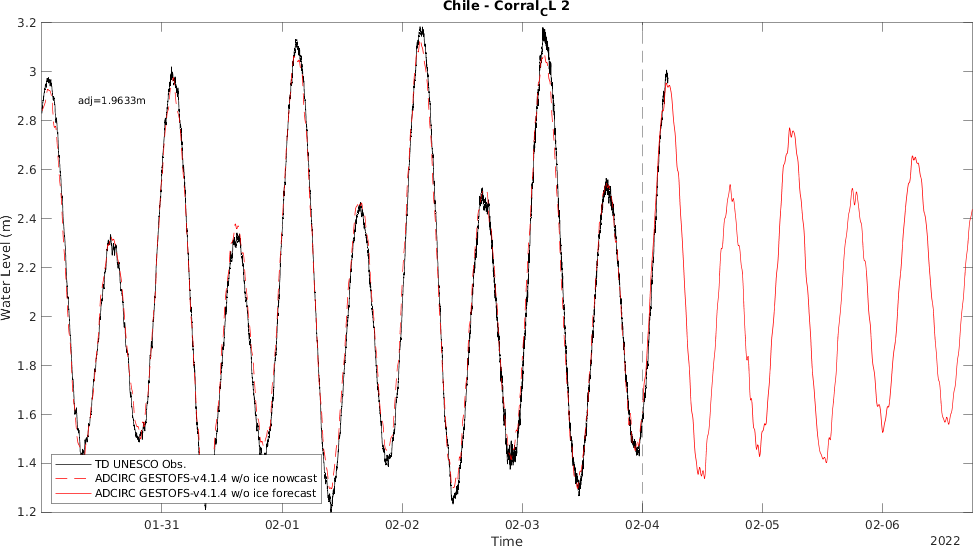 Chile - Corral_CL 2
3.2
3
2.8
2.6
2.4
2.2
2
1.8
1.6
1.4
1.2
Water Level (m)
adj=1.9633m
TD UNESCO Obs.
ADCIRC GESTOFS-v4.1.4 w/o ice nowcast
ADCIRC GESTOFS-v4.1.4 w/o ice forecast
01-31 02-01 02-02 02-03 02-04 02-05 02-06
Time
2022